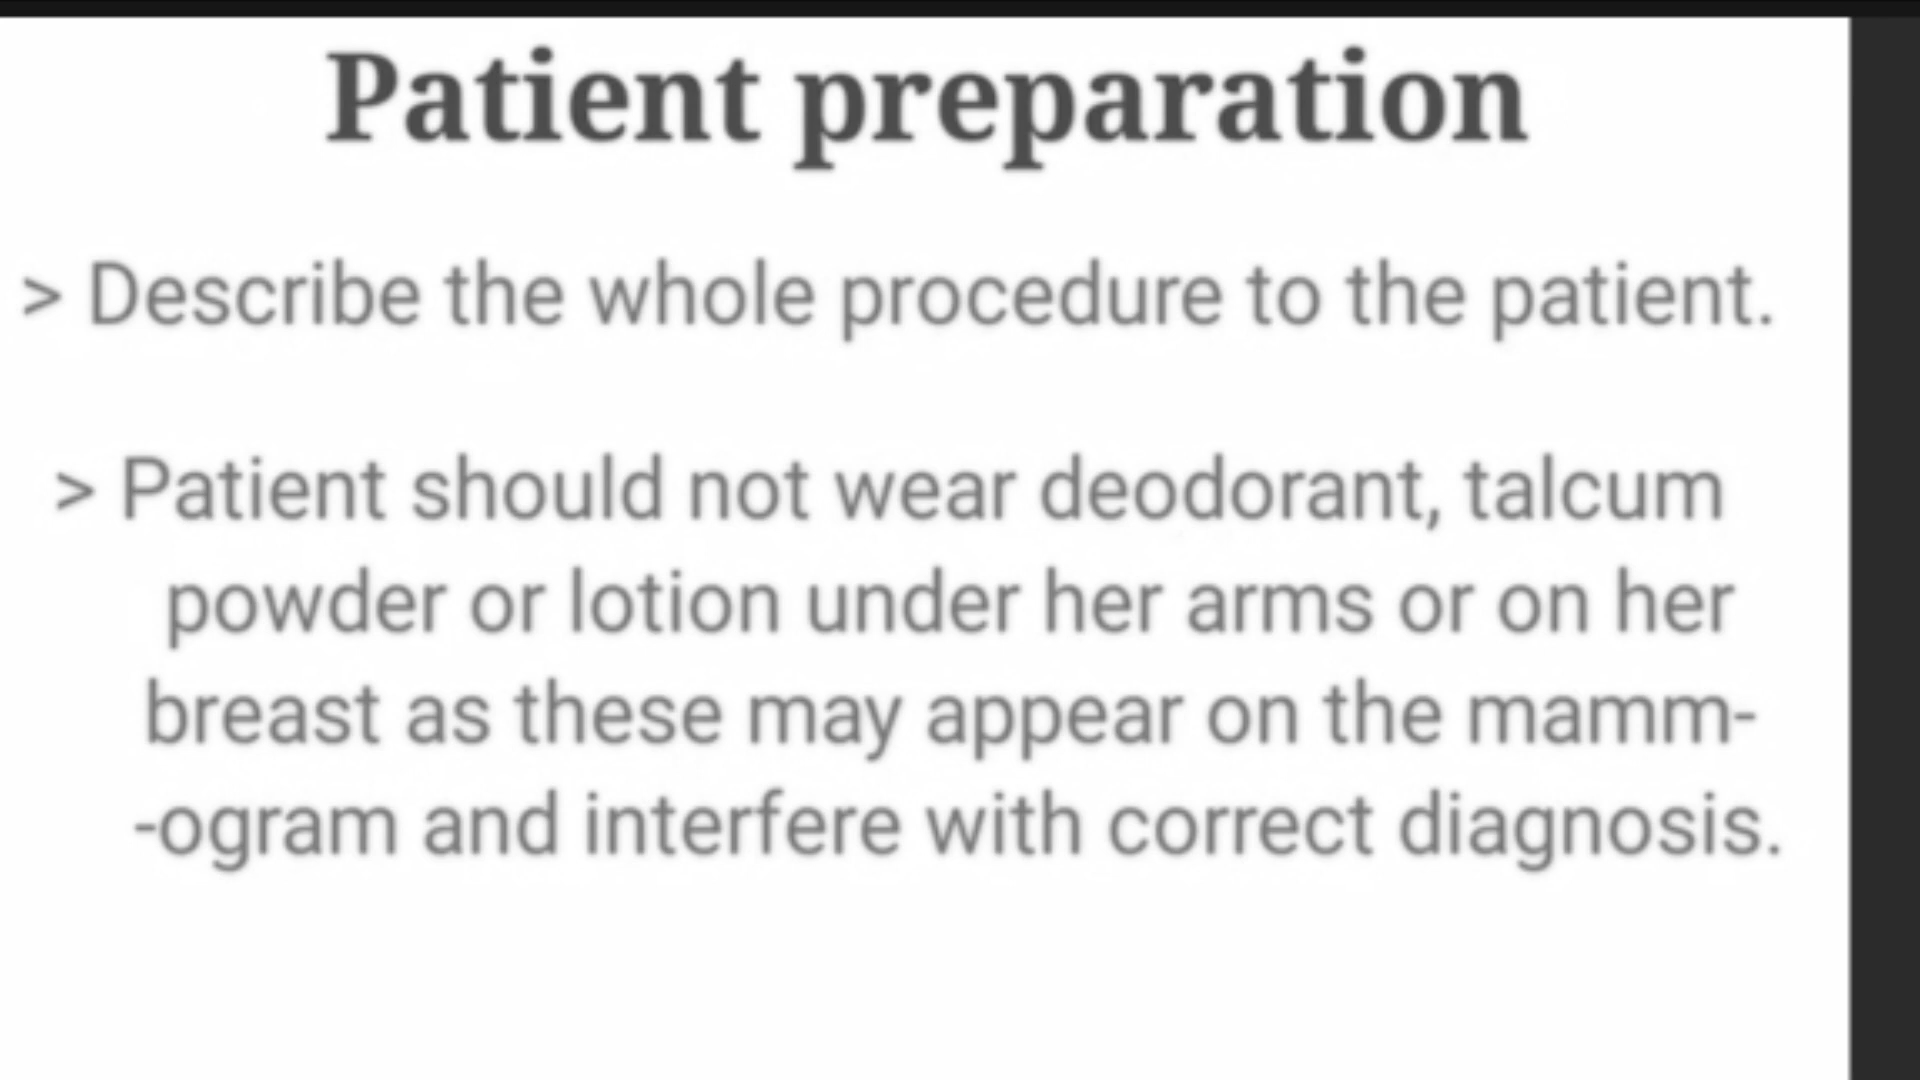 Patient preparation
> Describe the whole procedure to the patient.
> Patient should not wear deodorant, talcum
powder or lotion under her arms or on her
breast as these may appear on the mamm-
-ogram and interfere with correct diagnosis.